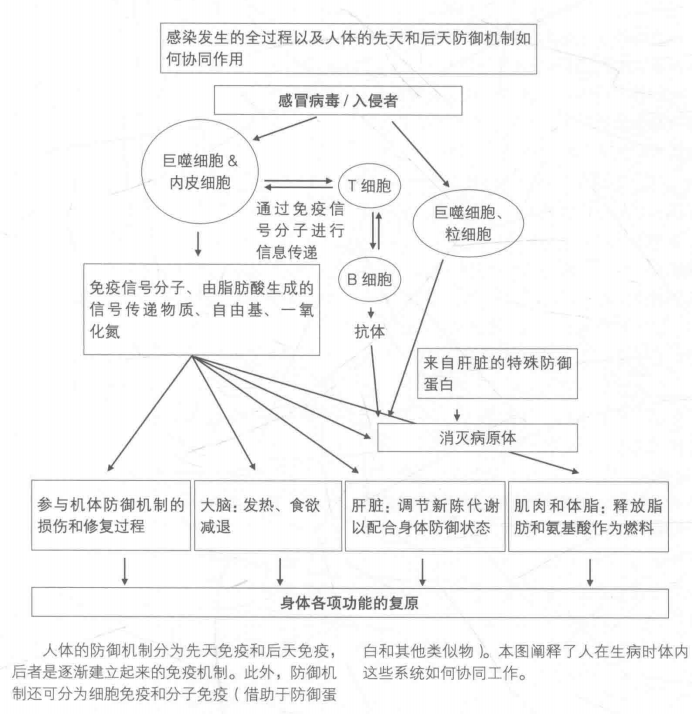 感染发生的全过程以及人体的先天和后天防御机制如
何协同作用
感冒病毒/入侵者
巨噬细胞&
内皮细胞
T 细胞
通过免疫信
号分子进行
信息传递
巨噬细胞、
粒细胞
B 细胞
抗体
免疫信号分子、由脂肪酸生成的
信号传递物质、自由基、一氧
化氮
来自肝脏的特殊防御
蛋白
消灭病原体
参与机体防御机制的
损伤和修复过程
大脑：发热、食欲
减退
肝脏：调节新陈代谢
以配合身体防御状态
肌肉和体脂：释放脂
肪和氨基酸作为燃料
身体各项功能的复原
人体的防御机制分为先天免疫和后天免疫，
后者是逐渐建立起来的免疫机制。此外，防御机
制还可分为细胞免疫和分子免疫（借助于防御蛋
白和其他类似物）。本图阐释了人在生病时体内
这些系统如何协同工作。